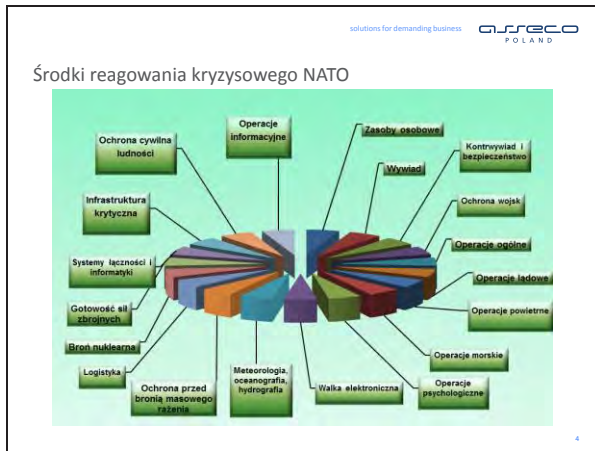 solutions for demanding business
asseco
POLAND
Środki reagowania kryzysowego NATO
Operacje
informacyjne
Zasoby osobowe
Ochrona cywilna
ludności
Kontrwywiad i
bezpieczeństwo
Wywiad
Infrastruktura
krytyczna
Ochrona wojsk
Operacje ogólne
Systemy łączności i
informatyki
Operacje lądowe
Gotowość sił
zbrojnych
Operacje powietrne
Broń nuklearna
Operacje morskie
Logistyka
Ochrona przed
bronią masowego
rażenia
Meteorologia,
oceanografia,
hydrografia
Walka elektroniczna
Operacje
psychologiczne
4